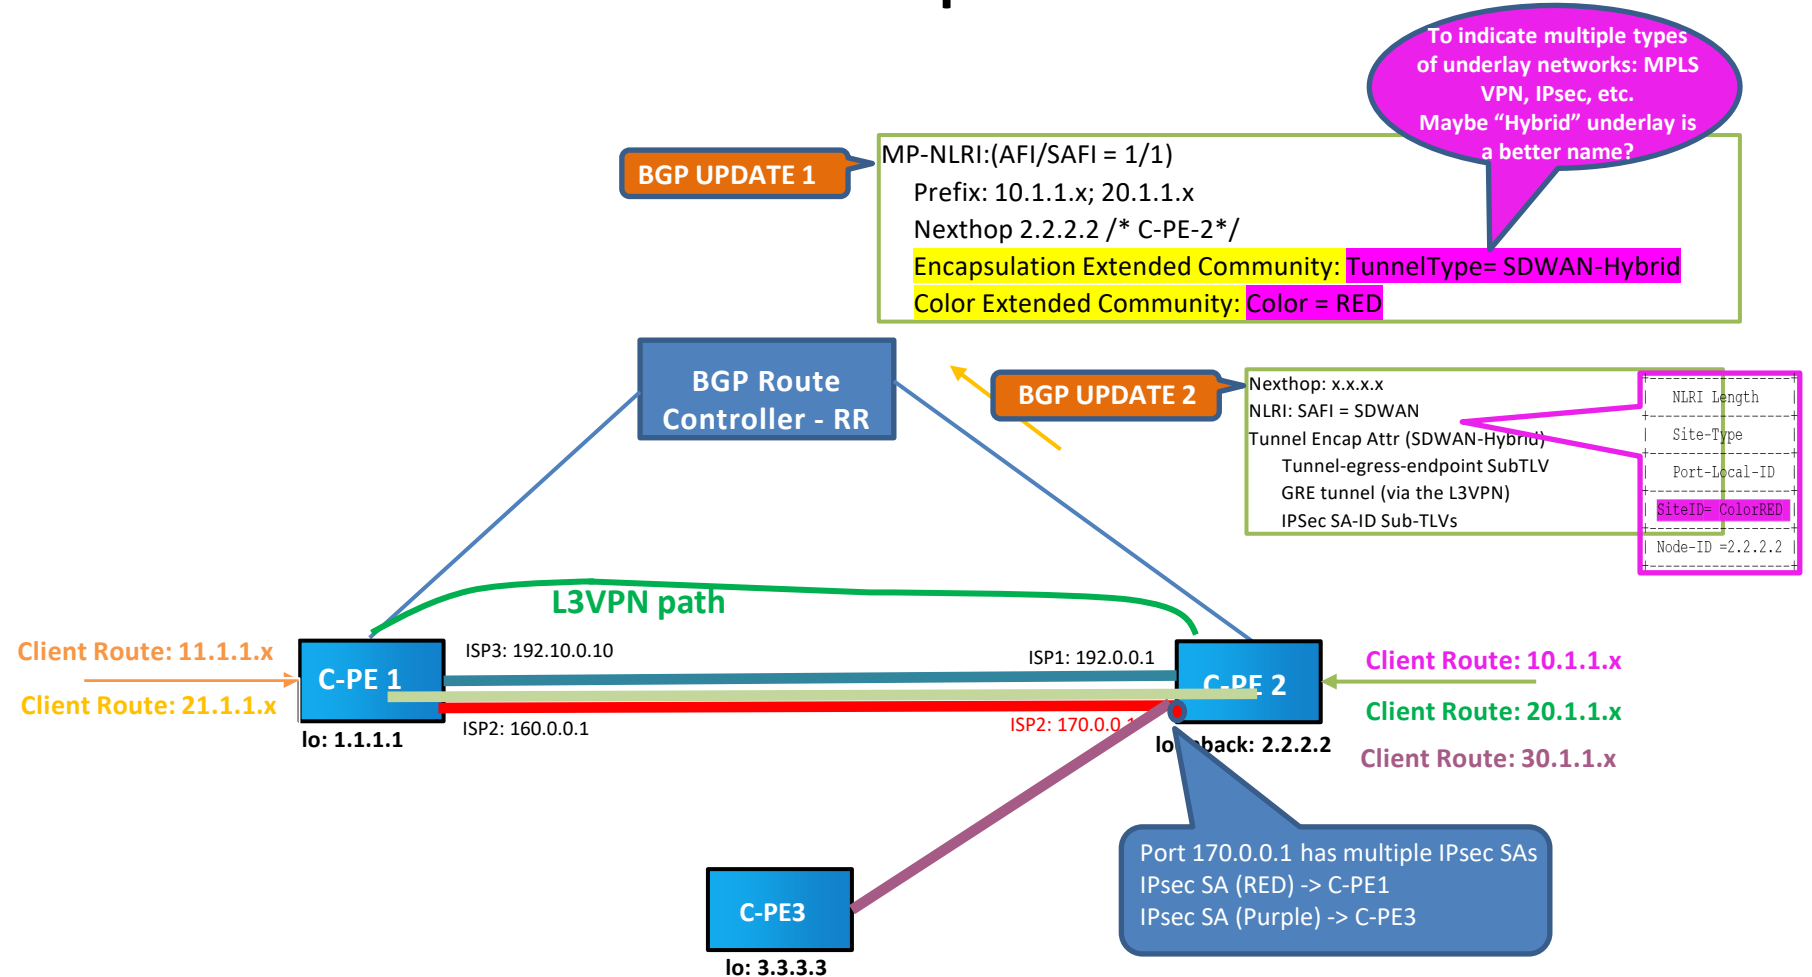 To indicate multiple types
of underlay networks: MPLS
VPN, IPsec, etc.
Maybe “Hybrid” underlay is
a better name?
BGP UPDATE 1
MP-NLRI:(AFI/SAFI = 1/1)
Prefix: 10.1.1.x; 20.1.1.x
Nexthop 2.2.2.2 /* C-PE-2*/
Encapsulation Extended Community: TunnelType= SDWAN-Hybrid
Color Extended Community: Color = RED
BGP Route
Controller - RR
BGP UPDATE 2
Nexthop: x.x.x.x
NLRI: SAFI = SDWAN
Tunnel Encap Attr (SDWAN-Hybrid)
Tunnel-egress-endpoint SubTLV
GRE tunnel (via the L3VPN)
IPSec SA-ID Sub-TLVs
+------------------+
| NLRI Length |
+------------------+
| Site-Type |
+------------------+
| Port-Local-ID |
+------------------+
| SiteID= ColorRED |
+------------------+
| Node-ID =2.2.2.2 |
+------------------+
L3VPN path
Client Route: 11.1.1.x
Client Route: 21.1.1.x
C-PE 1
lo: 1.1.1.1
ISP3: 192.10.0.10
ISP2: 160.0.0.1
ISP1: 192.0.0.1
ISP2: 170.0.0.1
C-PE 2
2.2.2.2
Client Route: 10.1.1.x
Client Route: 20.1.1.x
Client Route: 30.1.1.x
Port 170.0.0.1 has multiple IPsec SAs
IPsec SA (RED) -> C-PE1
IPsec SA (Purple) -> C-PE3
C-PE3
lo: 3.3.3.3